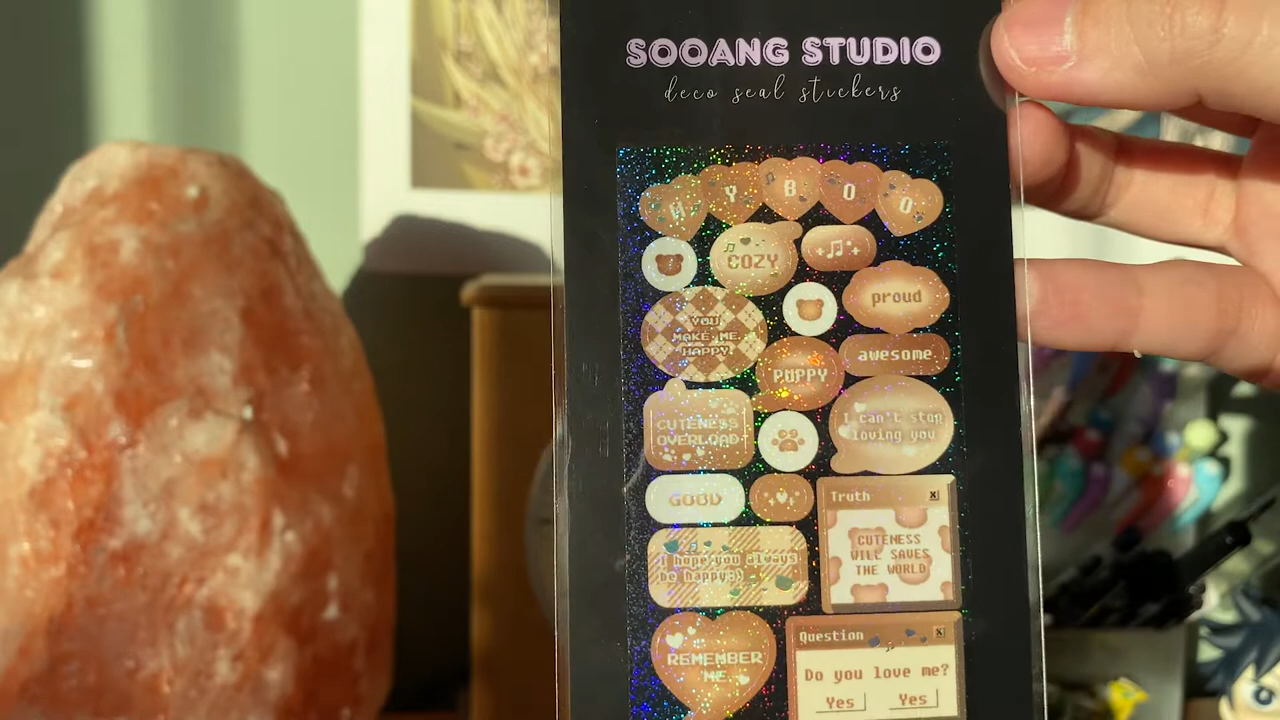 SOOANG STUDIO
deco seal stickers
MYBOO
COZY
proud
YOU
MAKE ME
HAPPY!
awesome
PUPPY
CUTENESS
OVERLOAD
I can't stop
loving you
GOOD
Truth X
CUTENESS
WILL SAVES
THE WORLD
i hope you always
be happy:)
REMEMBER
ME
Question X
Do you love me?
Yes Yes